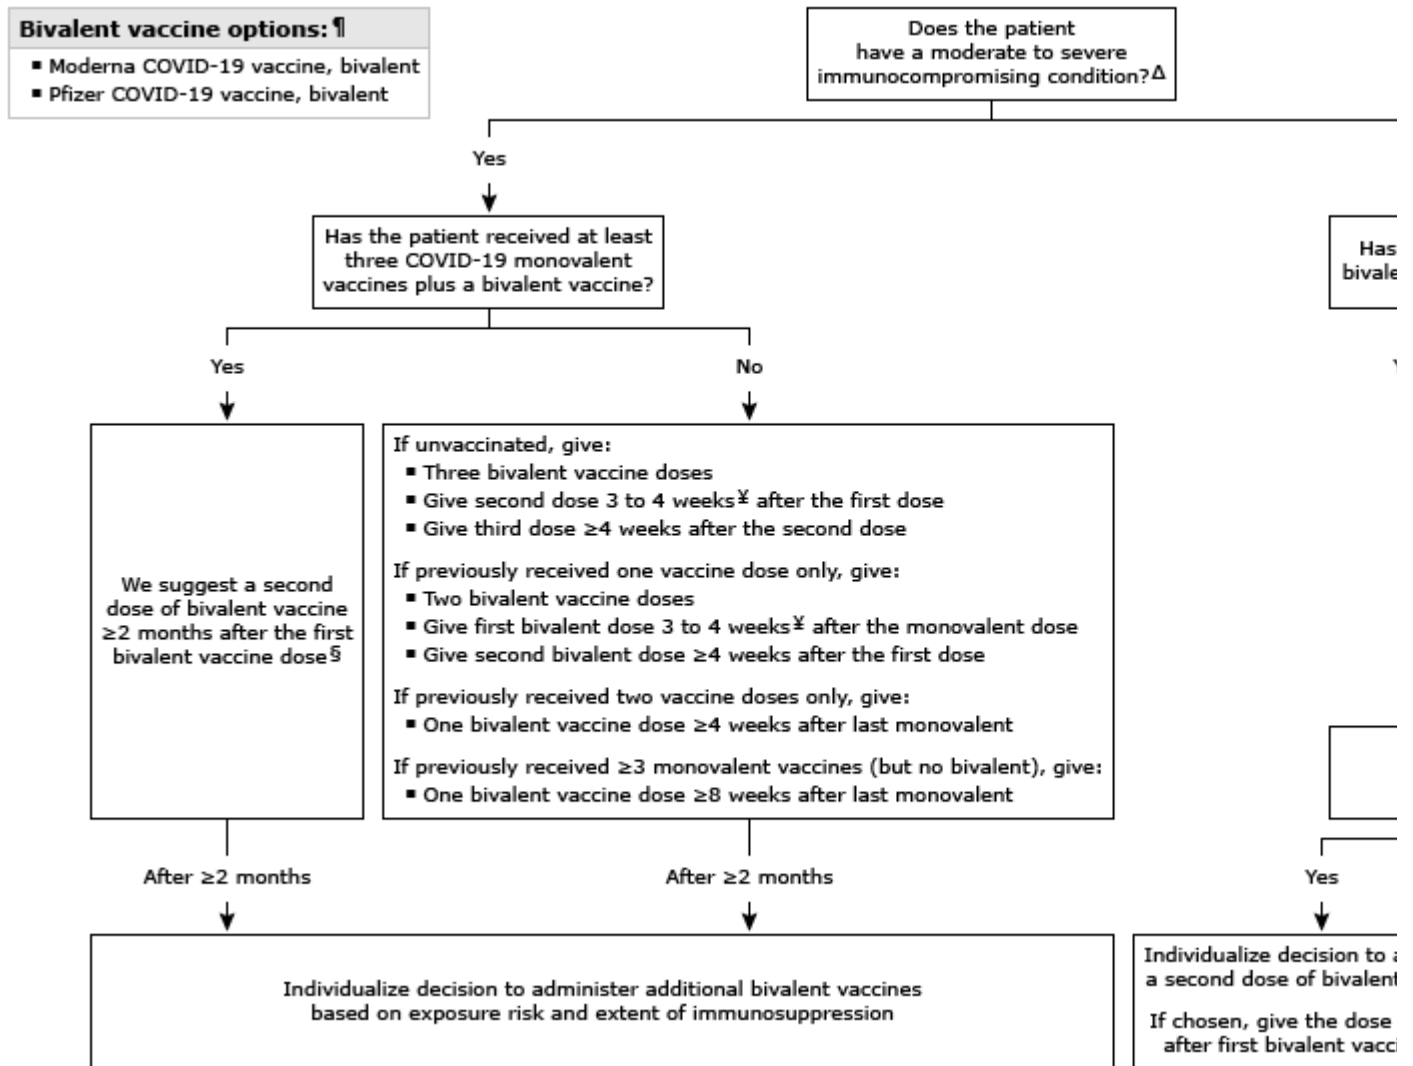 Bivalent vaccine options: ¶
▪ Moderna COVID-19 vaccine, bivalent
▪ Pfizer COVID-19 vaccine, bivalent
Does the patient
have a moderate to severe
immunocompromising condition?Δ
Yes
Has the patient received at least
three COVID-19 monovalent
vaccines plus a bivalent vaccine?
Has
Yes
No
We suggest a second
dose of bivalent vaccine
≥2 months after the first
bivalent vaccine dose§
If unvaccinated, give:
▪ Three bivalent vaccine doses
▪ Give second dose 3 to 4 weeks¥ after the first dose
▪ Give third dose ≥4 weeks after the second dose
If previously received one vaccine dose only, give:
▪ Two bivalent vaccine doses
▪ Give first bivalent dose 3 to 4 weeks¥ after the monovalent dose
▪ Give second bivalent dose ≥4 weeks after the first dose
If previously received two vaccine doses only, give:
▪ One bivalent vaccine dose ≥4 weeks after last monovalent
If previously received ≥3 monovalent vaccines (but no bivalent), give:
▪ One bivalent vaccine dose ≥8 weeks after last monovalent
After ≥2 months
After ≥2 months
Yes
Individualize decision to administer additional bivalent vaccines
based on exposure risk and extent of immunosuppression
Individualize decision to
a second dose of bivalent
If chosen, give the dose
after first bivalent